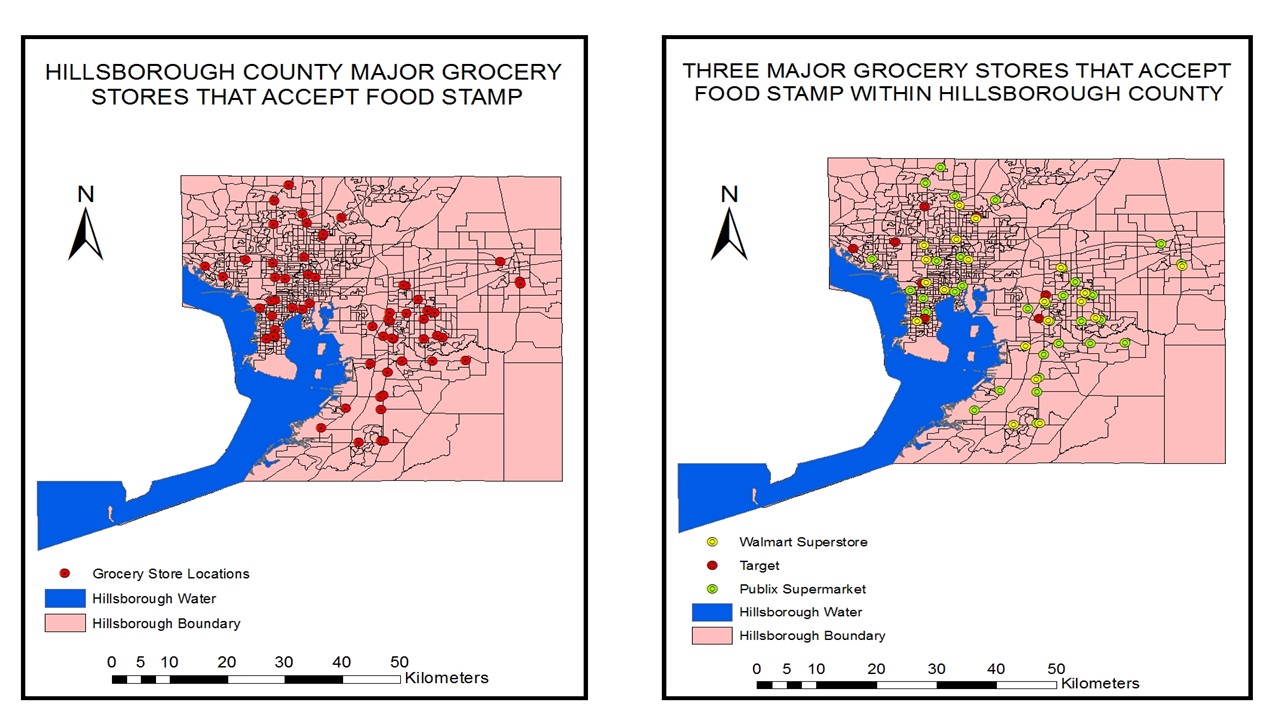 HILLSBOROUGH COUNTY MAJOR GROCERY
STORES THAT ACCEPT FOOD STAMP
N
Grocery Store Locations
Hillsborough Water
Hillsborough Boundary
0 5 10 20 30 40 50
Kilometers
THREE MAJOR GROCERY STORES THAT ACCEPT
FOOD STAMP WITHIN HILLSBOROUGH COUNTY
N
Walmart Superstore
Target
Publix Supermarket
Hillsborough Water
Hillsborough Boundary
0 5 10 20 30 40 50
Kilometers